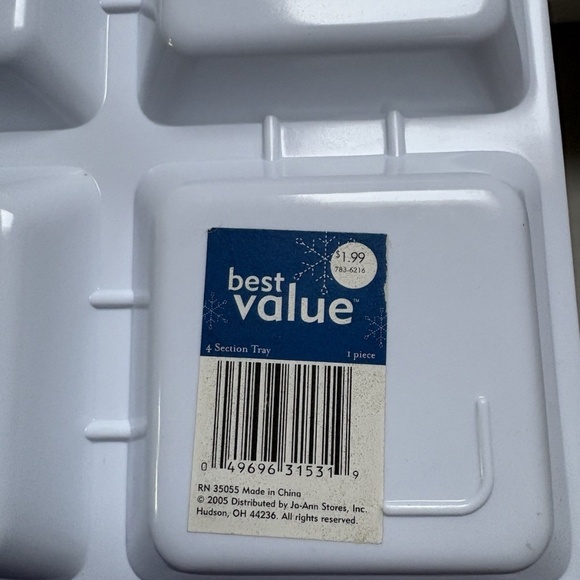 $1.99
783-6216
best
value™
4 Section Tray 1 piece
0 49696 31531 9
RN 35055 Made in China
© 2005 Distributed by Jo-Ann Stores, Inc.
Hudson, OH 44236. All rights reserved.